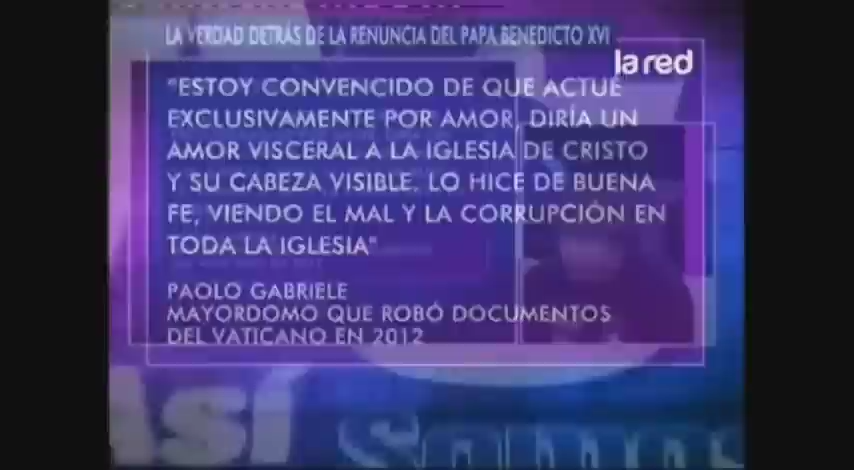 LA VERDAD DETRÁS DE LA RENUNCIA DEL PAPA BENEDICTO XVI
la red
"ESTOY CONVENCIDO DE QUE ACTUÉ
EXCLUSIVAMENTE POR AMOR, DIRÍA UN
AMOR VISCERAL A LA IGLESIA DE CRISTO
Y SU CABEZA VISIBLE. LO HICE DE BUENA
FE, VIENDO EL MAL Y LA CORRUPCIÓN EN
TODA LA IGLESIA"
PAOLO GABRIELE
MAYORDOMO QUE ROBÓ DOCUMENTOS
DEL VATICANO EN 2012
Así Somos